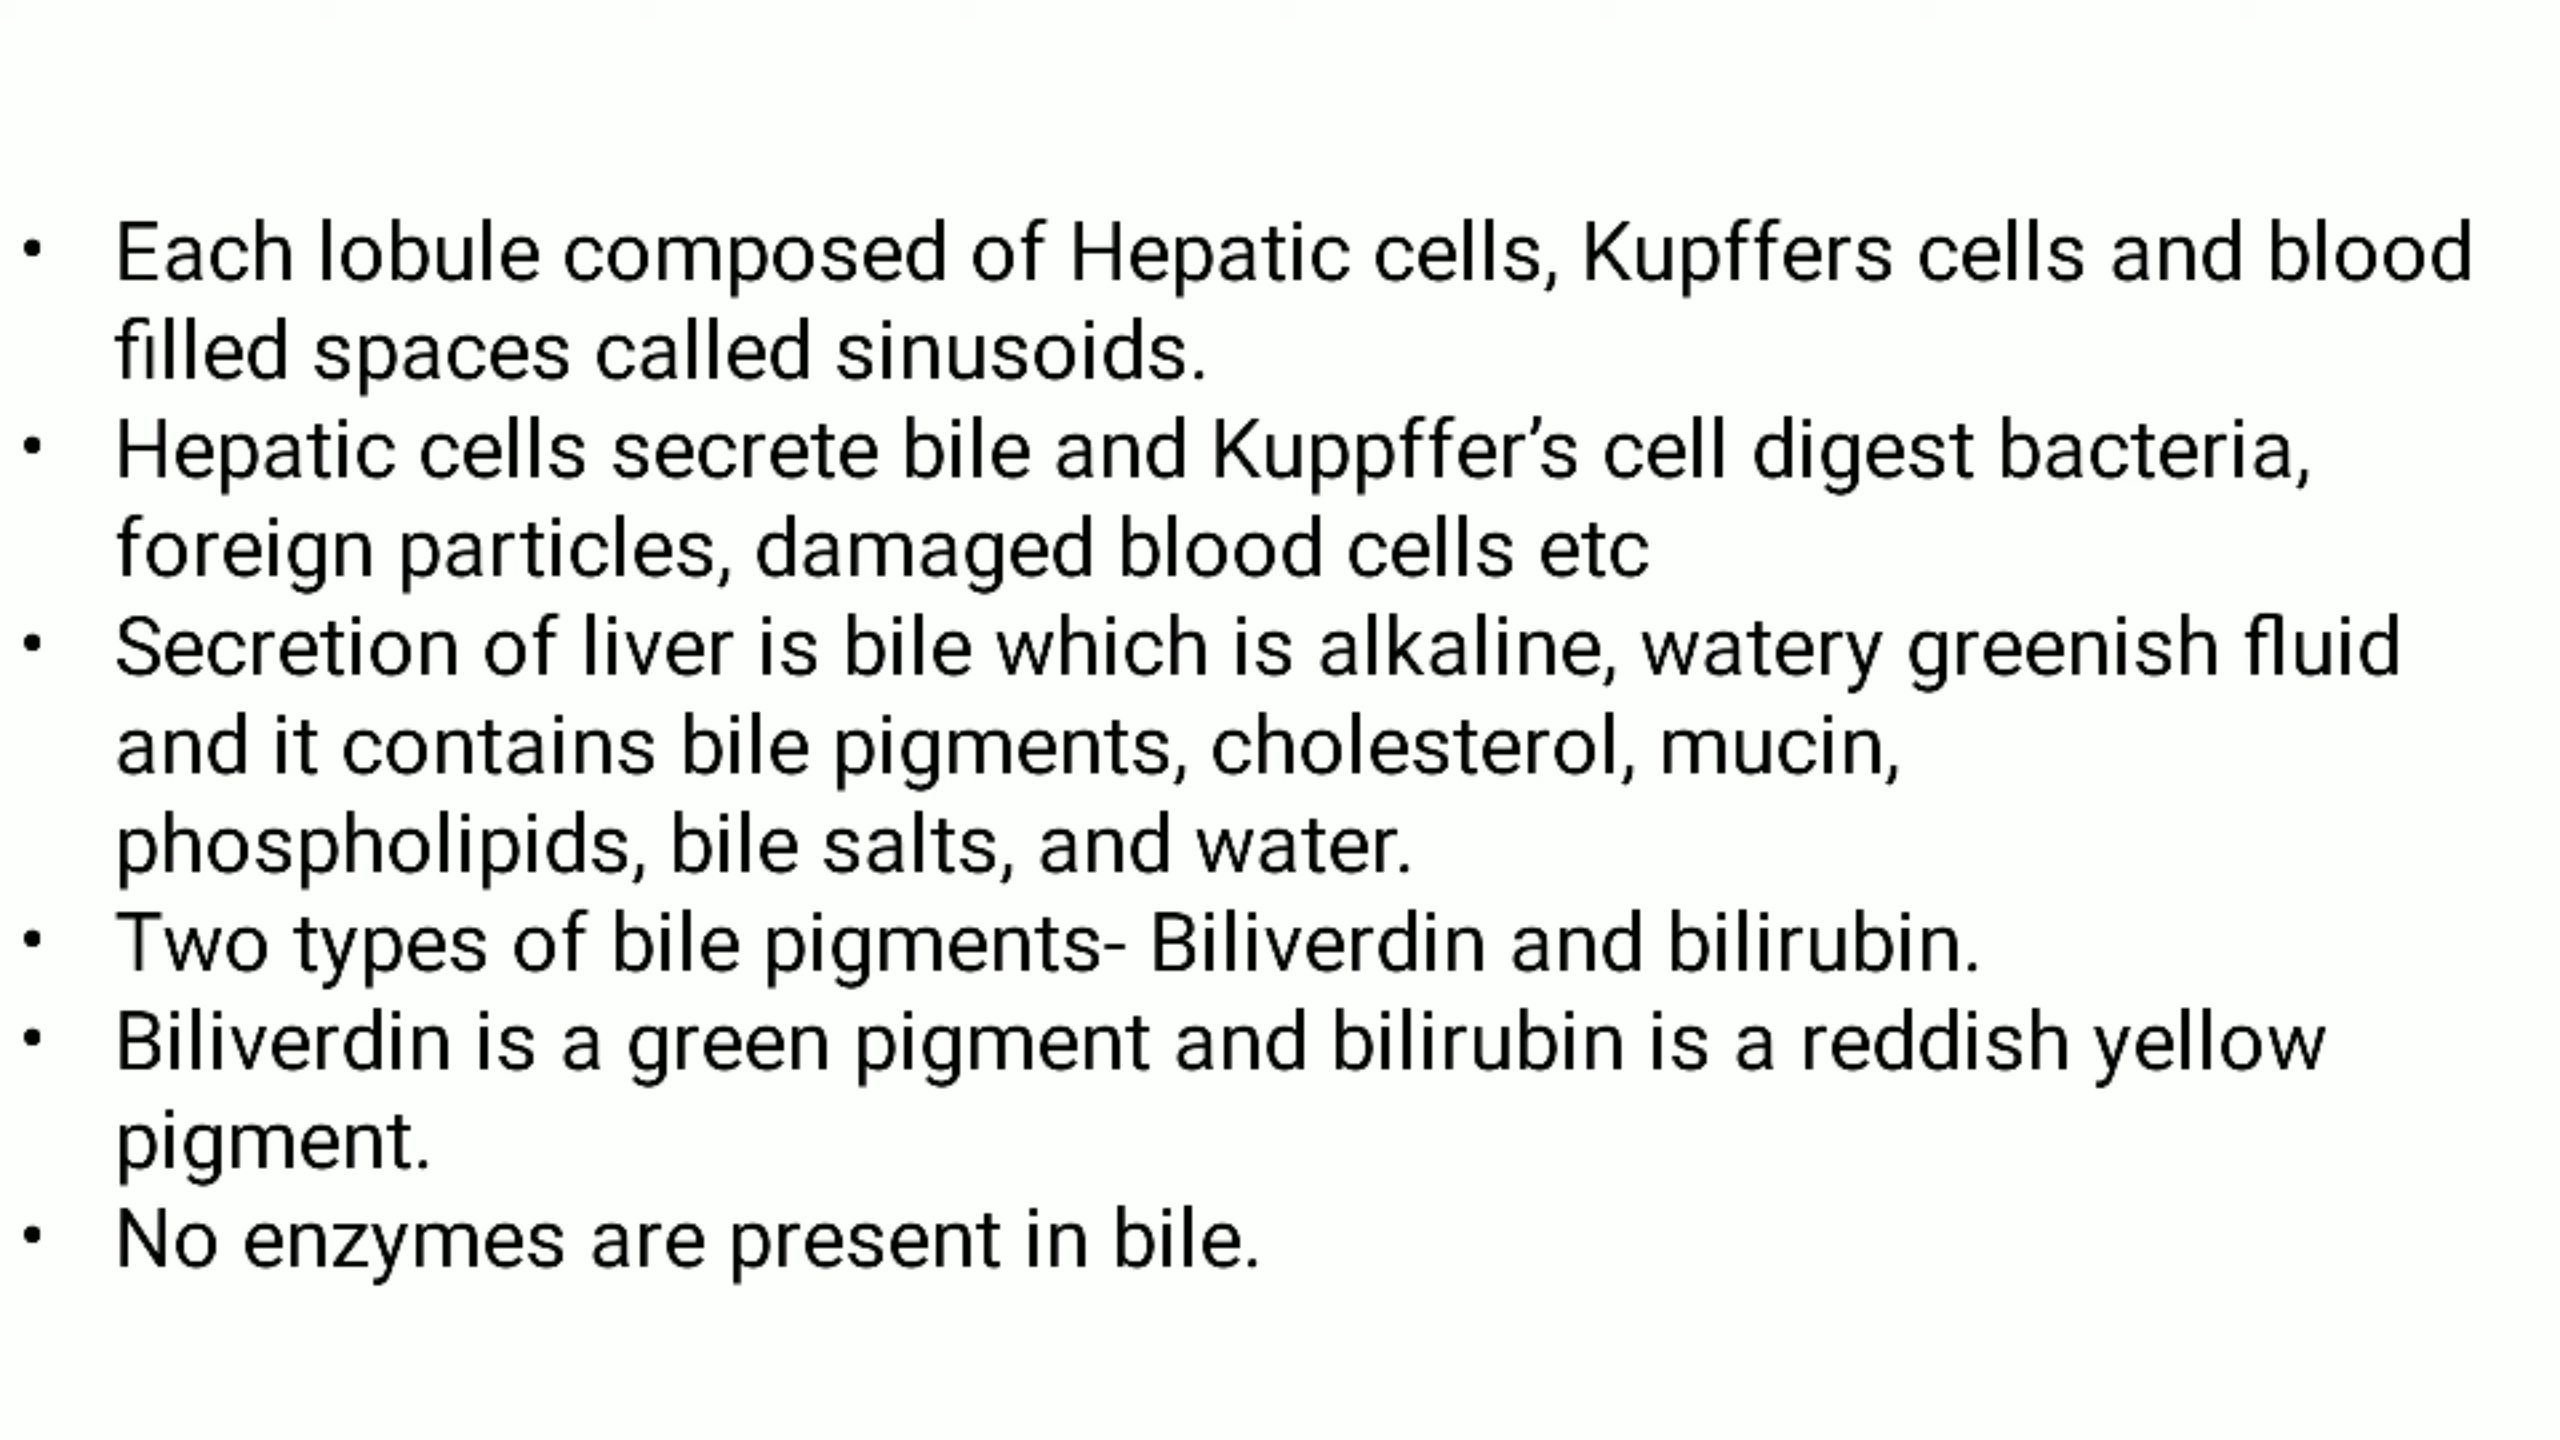 • Each lobule composed of Hepatic cells, Kupffers cells and blood
filled spaces called sinusoids.
• Hepatic cells secrete bile and Kuppffer’s cell digest bacteria,
foreign particles, damaged blood cells etc
• Secretion of liver is bile which is alkaline, watery greenish fluid
and it contains bile pigments, cholesterol, mucin,
phospholipids, bile salts, and water.
• Two types of bile pigments- Biliverdin and bilirubin.
• Biliverdin is a green pigment and bilirubin is a reddish yellow
pigment.
• No enzymes are present in bile.